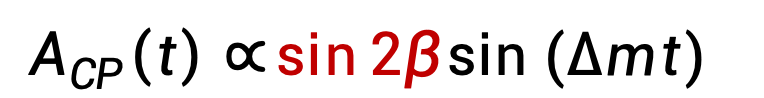 A_CP(t) ∝ sin 2β sin (Δmt)